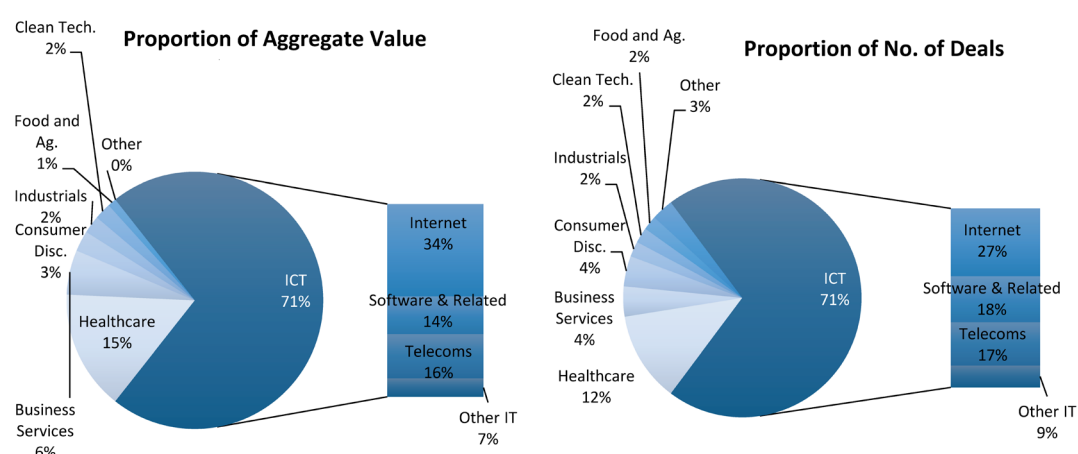 Proportion of Aggregate Value
Clean Tech.
2%
Food and
Ag.
1%
Other
0%
Industrials
2%
Consumer
Disc.
3%
Healthcare
15%
Business
Services
6%
ICT
71%
Internet
34%
Software & Related
14%
Telecoms
16%
Other IT
7%
Proportion of No. of Deals
Food and Ag.
2%
Clean Tech.
2%
Other
3%
Industrials
2%
Consumer
Disc.
4%
Business
Services
4%
Healthcare
12%
ICT
71%
Internet
27%
Software & Related
18%
Telecoms
17%
Other IT
9%